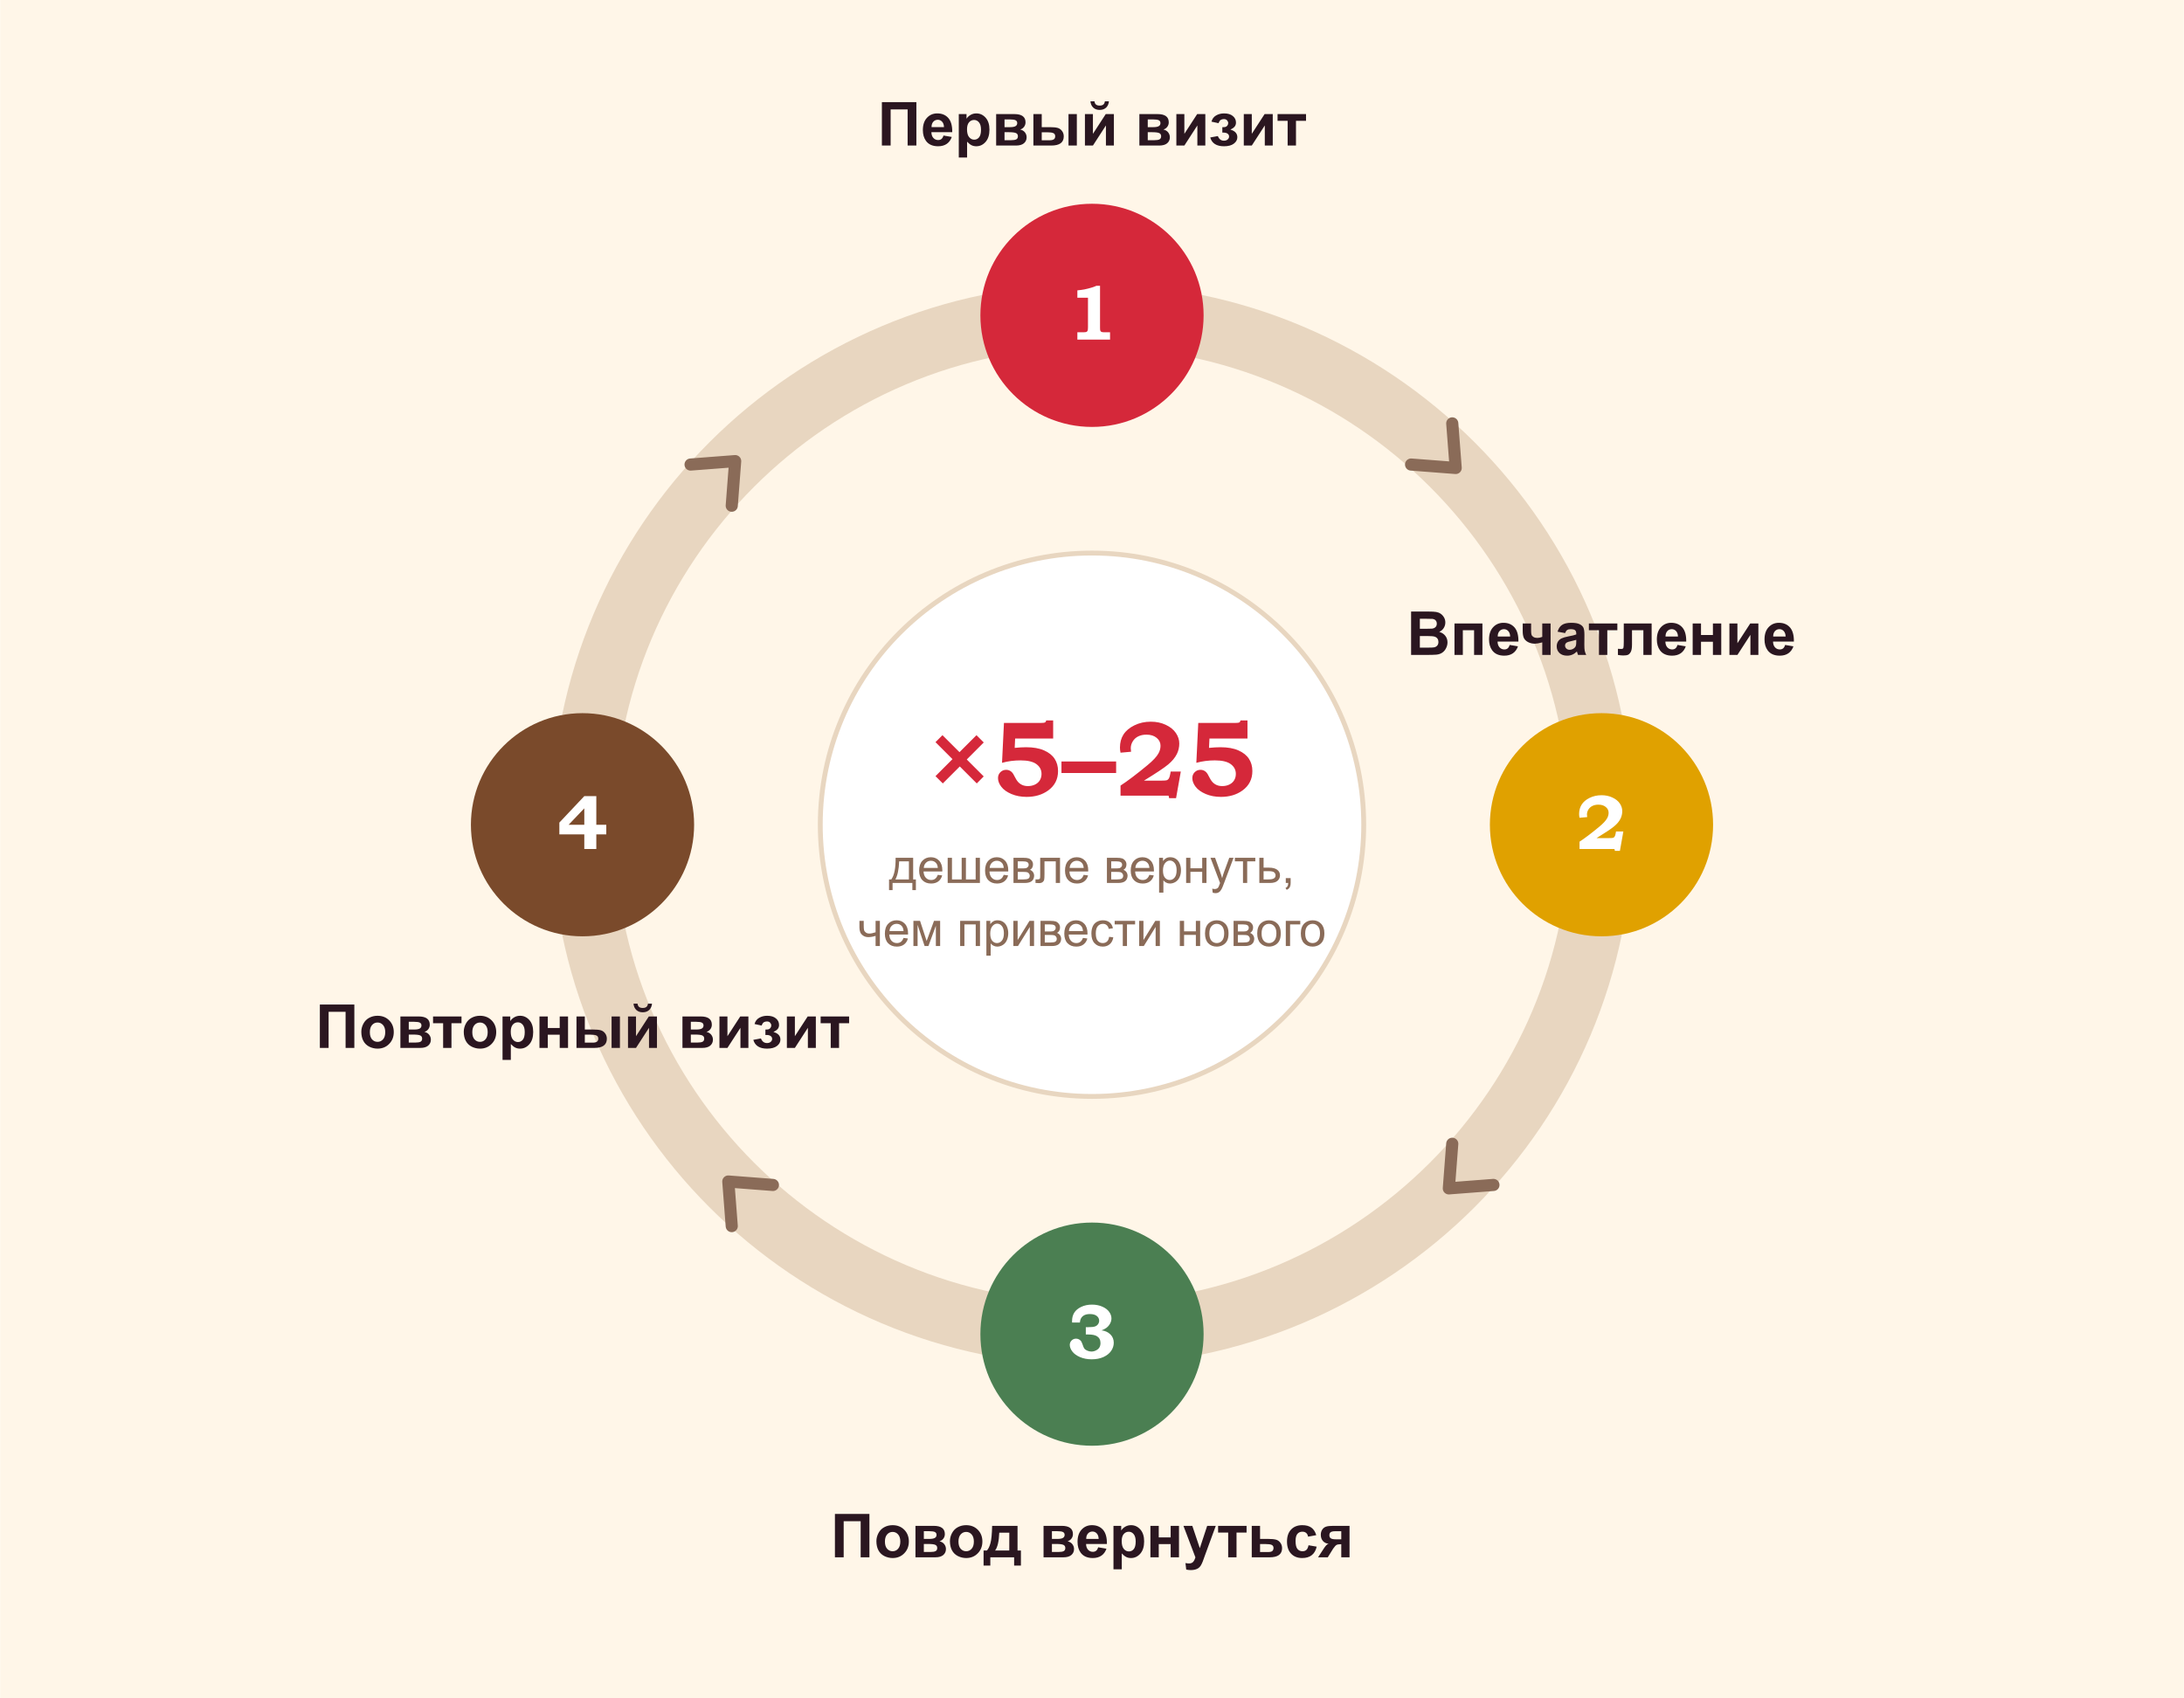 Первый визит
1
Впечатление
×5–25
4
2
дешевле вернуть,
чем привести нового
Повторный визит
3
Повод вернуться